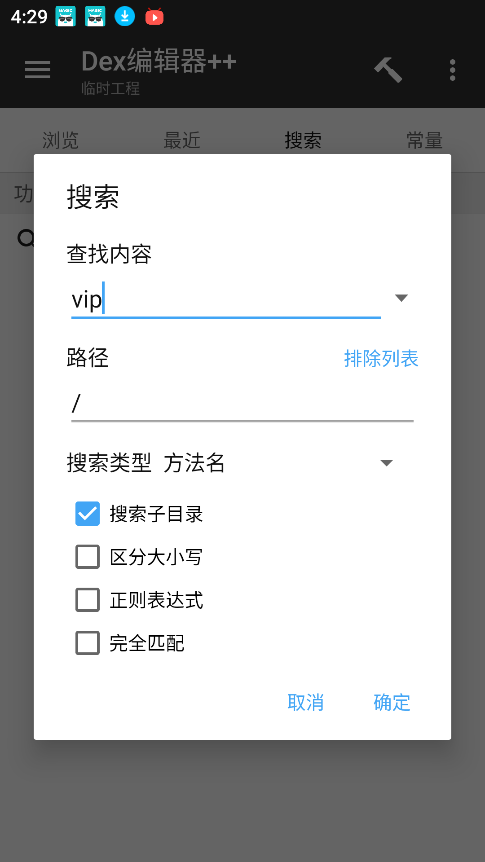 4:29
Dex编辑器++
临时工程
浏览 最近 搜索 常量
功
搜索
查找内容
vip
路径 排除列表
/
搜索类型 方法名
搜索子目录
区分大小写
正则表达式
完全匹配
取消 确定